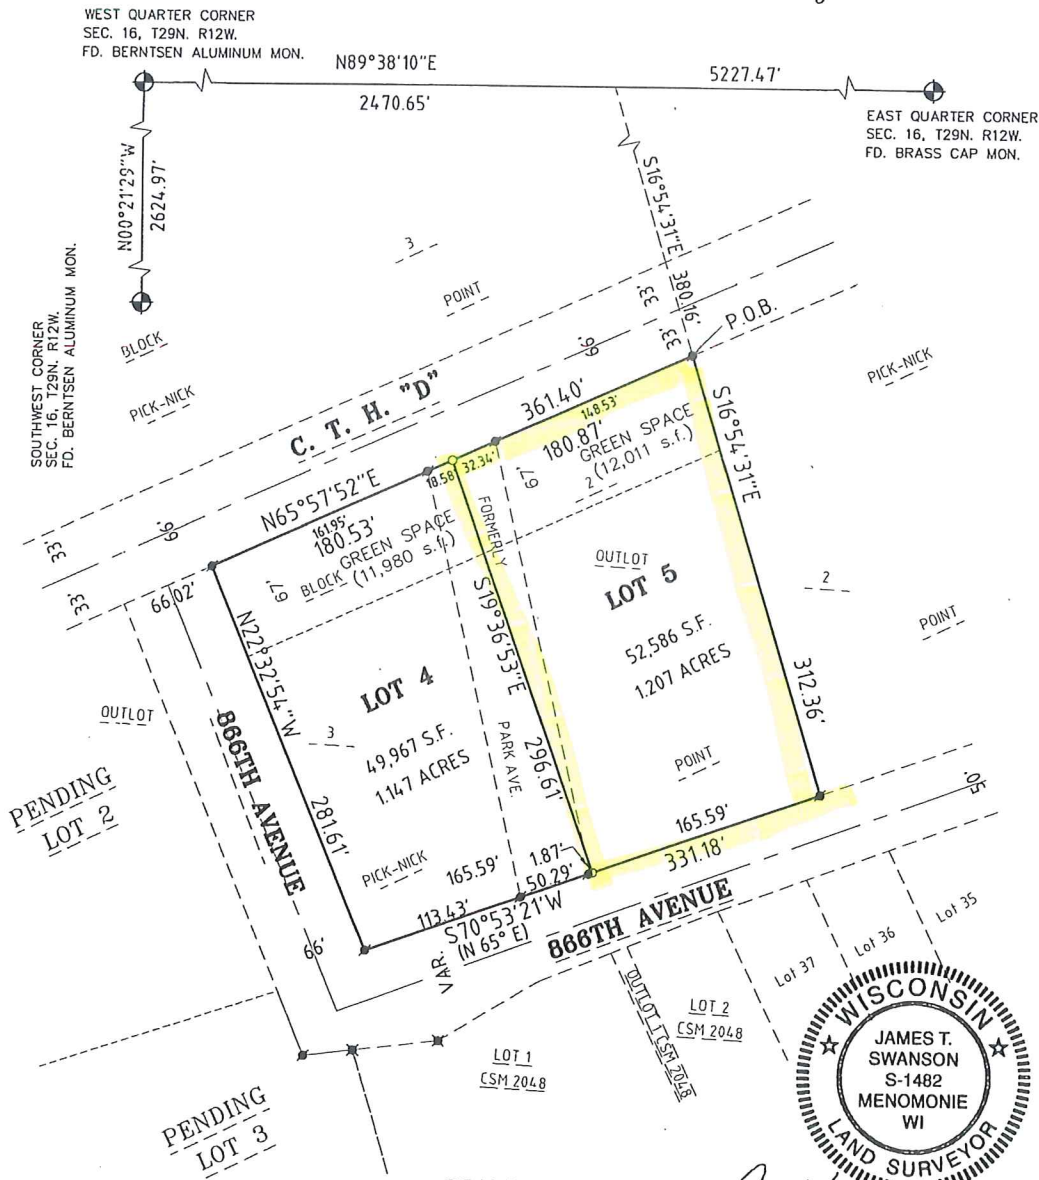 WEST QUARTER CORNER
SEC. 16, T29N. R12W.
FD. BERNTSEN ALUMINUM MON.
N89°38'10"E
5227.47'
2470.65'
EAST QUARTER CORNER
SEC. 16, T29N. R12W.
FD. BRASS CAP MON.
N00°21'29"W
2624.97'
S16°54'31"E 380.16'
SOUTHWEST CORNER
SEC. 16, T29N. R12W.
FD. BERNTSEN ALUMINUM MON.
3
POINT
BLOCK
PICK-NICK
33'
33'
66'
P.O.B.
PICK-NICK
C. T. H. "D"
361.40'
148.53'
180.87'
GREEN SPACE
(12,011 s.f.)
2
67'
S16°54'31"E
N65°57'52"E
18.58'
32.34'
161.95'
180.53'
GREEN SPACE
(11,980 s.f.)
BLOCK
67'
FORMERLY
33'
66'
33'
66.02'
OUTLOT
LOT 5
52,586 S.F.
1.207 ACRES
2
POINT
S19°36'53"E
296.61'
N22°32'54"W
281.61'
LOT 4
49,967 S.F.
1.147 ACRES
3
PARK AVE.
312.36'
OUTLOT
866TH AVENUE
PENDING
LOT 2
POINT
50'
165.59'
331.18'
PICK-NICK
165.59'
1.87'
50.29'
113.43'
S70°53'21"W
(N 65° E)
VAR.
66'
866TH AVENUE
Lot 35
Lot 36
Lot 37
OUTLOT 1 CSM 2048
LOT 2
CSM 2048
LOT 1
CSM 2048
PENDING
LOT 3
WISCONSIN
JAMES T.
SWANSON
S-1482
MENOMONIE
WI
LAND SURVEYOR